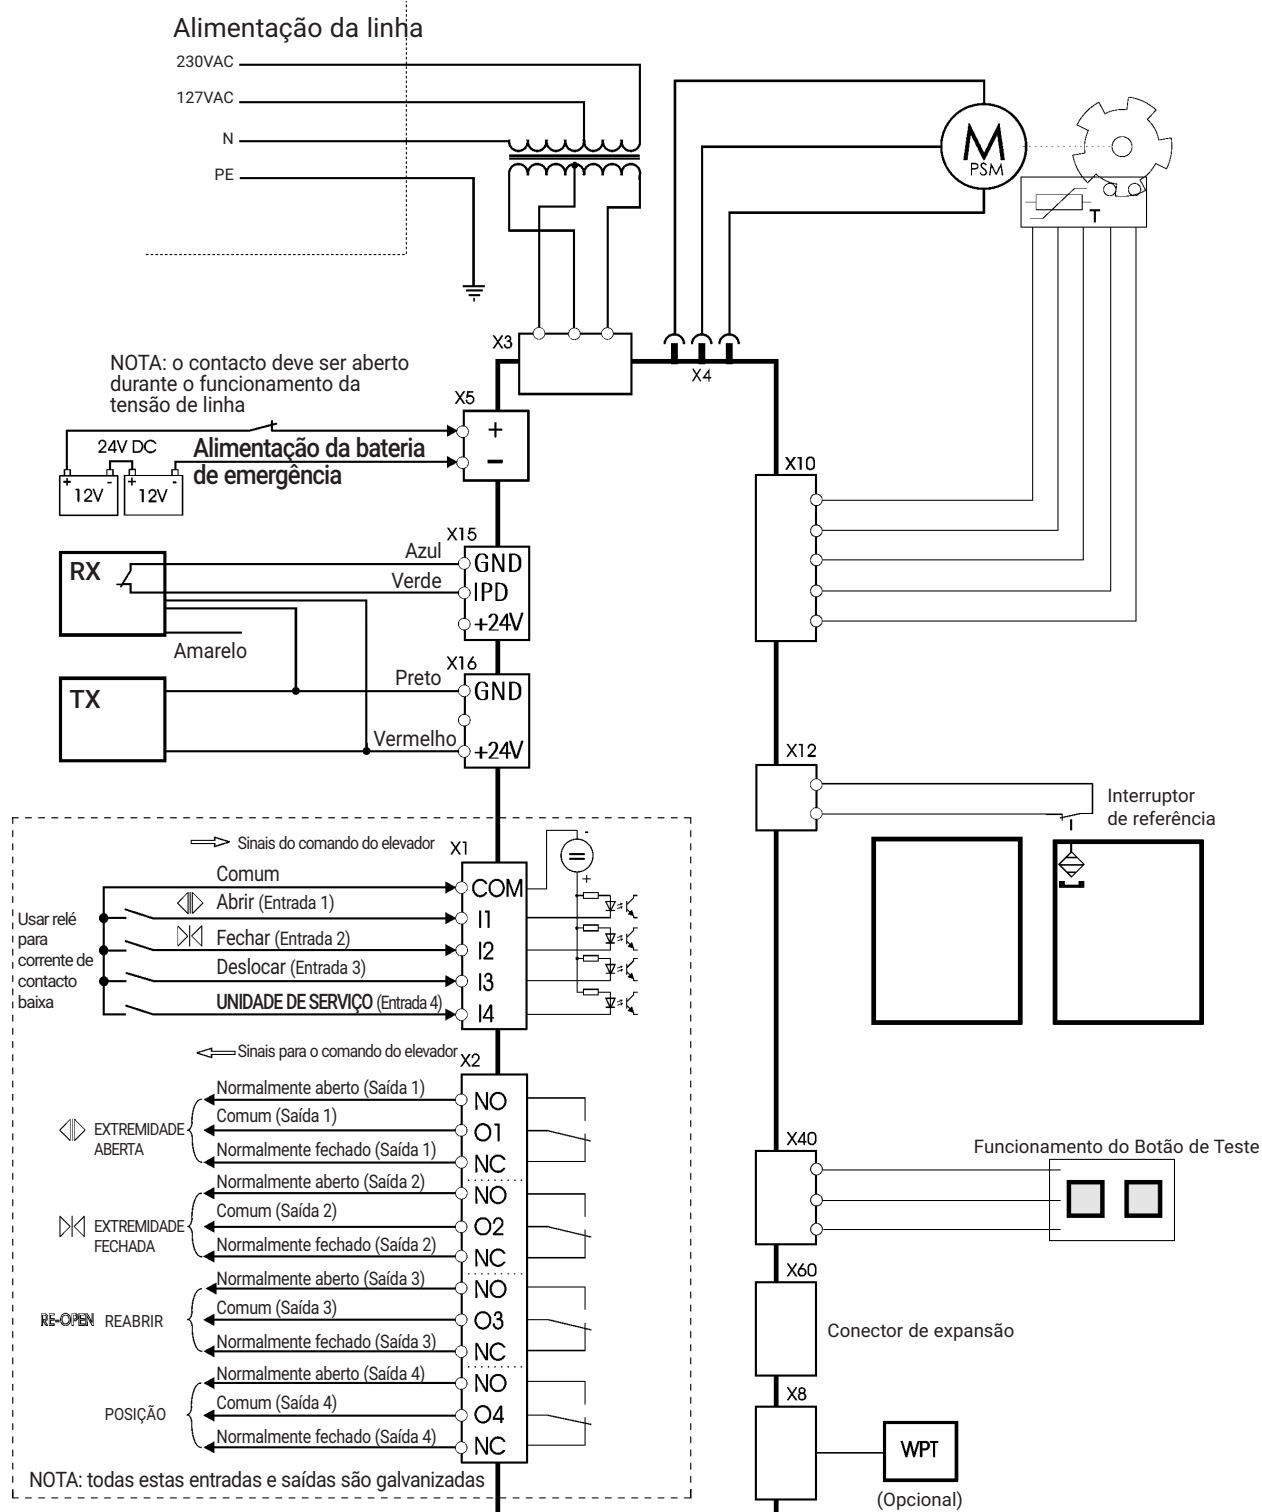 Alimentação da linha
230VAC
127VAC
N
PE
M
PSM
T
X3
X4
NOTA: o contacto deve ser aberto
durante o funcionamento da
tensão de linha
X5
+
−
24V DC
Alimentação da bateria
de emergência
+ - + -
12V 12V
X10
X15
Azul
GND
RX
Verde
IPD
+24V
Amarelo
X16
Preto
GND
TX
Vermelho
+24V
X12
Interruptor
de referência
Sinais do comando do elevador
X1
-
=
+
Comum
COM
Abrir (Entrada 1)
I1
Usar relé
para
corrente de
contacto
baixa
Fechar (Entrada 2)
I2
Deslocar (Entrada 3)
I3
UNIDADE DE SERVIÇO (Entrada 4)
I4
Sinais para o comando do elevador
X2
Normalmente aberto (Saída 1)
NO
EXTREMIDADE
ABERTA
Comum (Saída 1)
O1
Normalmente fechado (Saída 1)
NC
Normalmente aberto (Saída 2)
NO
EXTREMIDADE
FECHADA
Comum (Saída 2)
O2
Normalmente fechado (Saída 2)
NC
Normalmente aberto (Saída 3)
NO
RE-OPEN REABRIR
Comum (Saída 3)
O3
Normalmente fechado (Saída 3)
NC
Normalmente aberto (Saída 4)
NO
POSIÇÃO
Comum (Saída 4)
O4
Normalmente fechado (Saída 4)
NC
NOTA: todas estas entradas e saídas são galvanizadas
X40
Funcionamento do Botão de Teste
X60
Conector de expansão
X8
WPT
(Opcional)